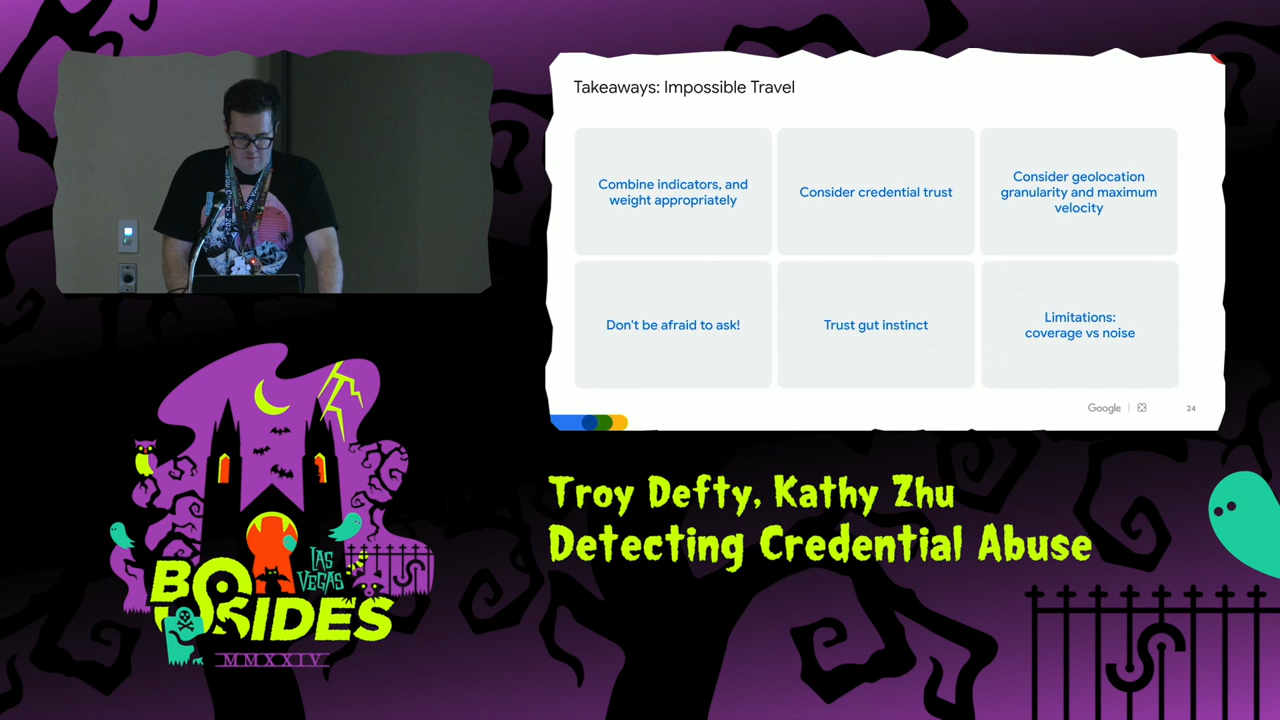 Takeaways: Impossible Travel
Combine indicators, and
weight appropriately
Consider credential trust
Consider geolocation
granularity and maximum
velocity
Don't be afraid to ask!
Trust gut instinct
Limitations:
coverage vs noise
Google
24
Troy Defty, Kathy Zhu
Detecting Credential Abuse
LAS
VEGAS
BSIDES
MMXXIV